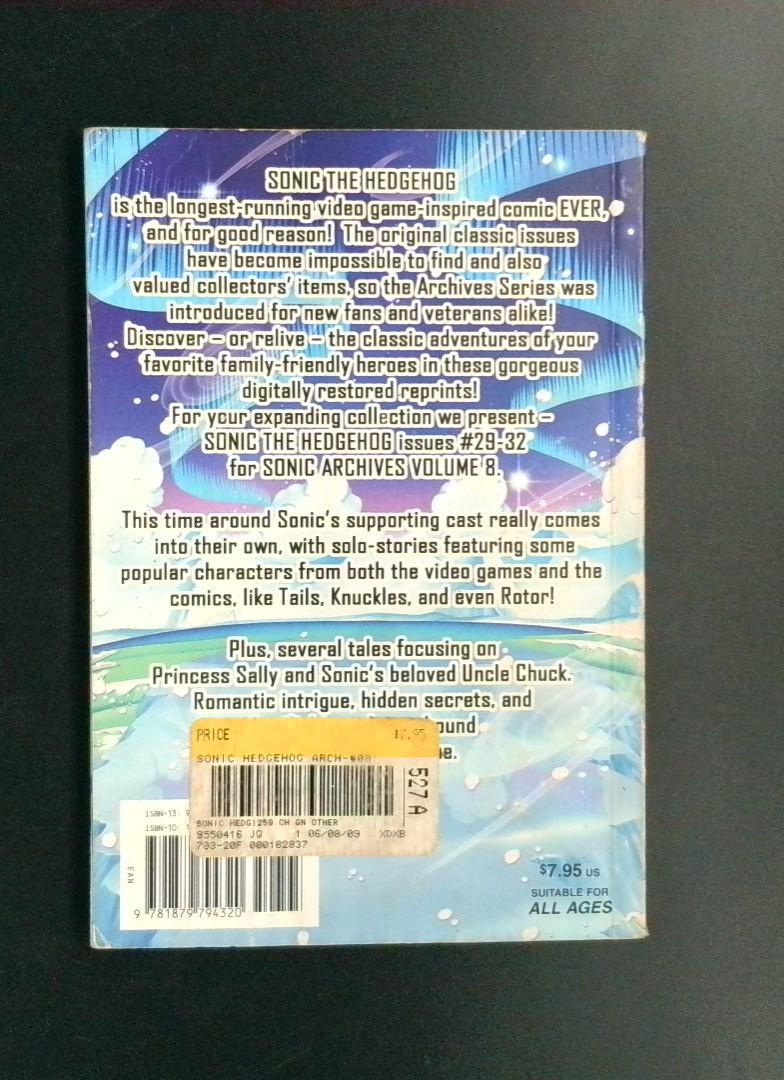 SONIC THE HEDGEHOG
is the longest-running video game-inspired comic EVER,
and for good reason! The original classic issues
have become impossible to find and also
valued collectors' items, so the Archives Series was
introduced for new fans and veterans alike!
Discover – or relive – the classic adventures of your
favorite family-friendly heroes in these gorgeous
digitally restored reprints!
For your expanding collection we present –
SONIC THE HEDGEHOG issues #29-32
for SONIC ARCHIVES VOLUME 8.
This time around Sonic's supporting cast really comes
into their own, with solo-stories featuring some
popular characters from both the video games and the
comics, like Tails, Knuckles, and even Rotor!
Plus, several tales focusing on
Princess Sally and Sonic's beloved Uncle Chuck.
Romantic intrigue, hidden secrets, and
PRICE $7.95
SONIC HEDGEHOG ARCH-#08
527 A
SONIC HEDG1259 CH GN OTHER
9550416 JQ 1 06/08/09 XDXB
703-20F 000182837
ISBN-13: 9
ISBN-10: 1
EAN
9 781879 794320
$7.95 US
SUITABLE FOR
ALL AGES